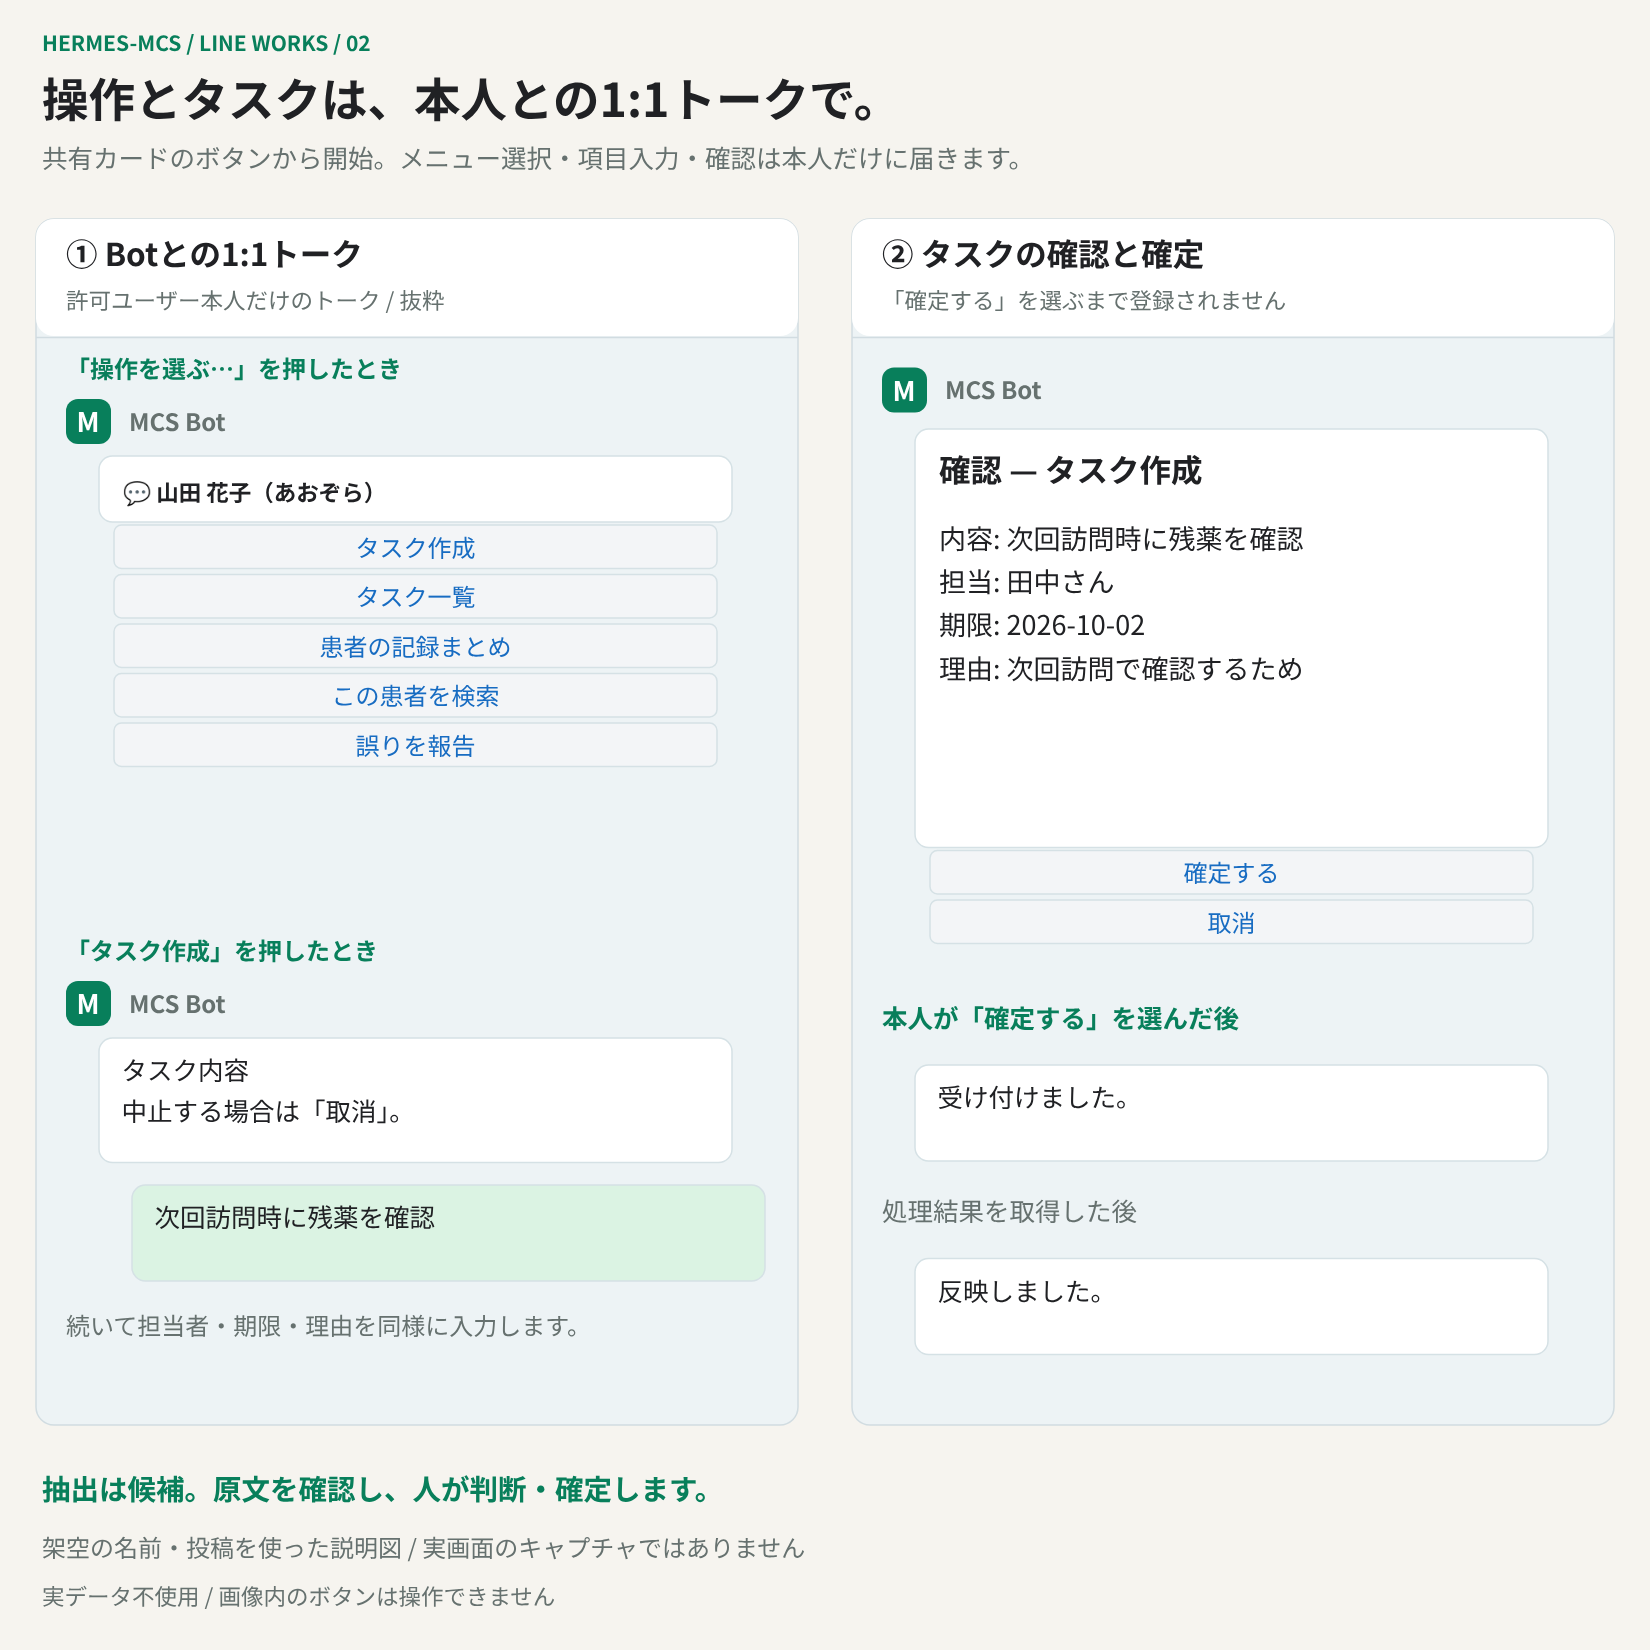 HERMES-MCS / LINE WORKS / 02
操作とタスクは、本人との1:1トークで。
共有カードのボタンから開始。メニュー選択・項目入力・確認は本人だけに届きます。
① Botとの1:1トーク
許可ユーザー本人だけのトーク / 抜粋
「操作を選ぶ…」を押したとき
M MCS Bot
💬 山田 花子（あおぞら）
タスク作成
タスク一覧
患者の記録まとめ
この患者を検索
誤りを報告
「タスク作成」を押したとき
M MCS Bot
タスク内容
中止する場合は「取消」。
次回訪問時に残薬を確認
続いて担当者・期限・理由を同様に入力します。
② タスクの確認と確定
「確定する」を選ぶまで登録されません
M MCS Bot
確認 — タスク作成
内容: 次回訪問時に残薬を確認
担当: 田中さん
期限: 2026-10-02
理由: 次回訪問で確認するため
確定する
取消
本人が「確定する」を選んだ後
受け付けました。
処理結果を取得した後
反映しました。
抽出は候補。原文を確認し、人が判断・確定します。
架空の名前・投稿を使った説明図 / 実画面のキャプチャではありません
実データ不使用 / 画像内のボタンは操作できません